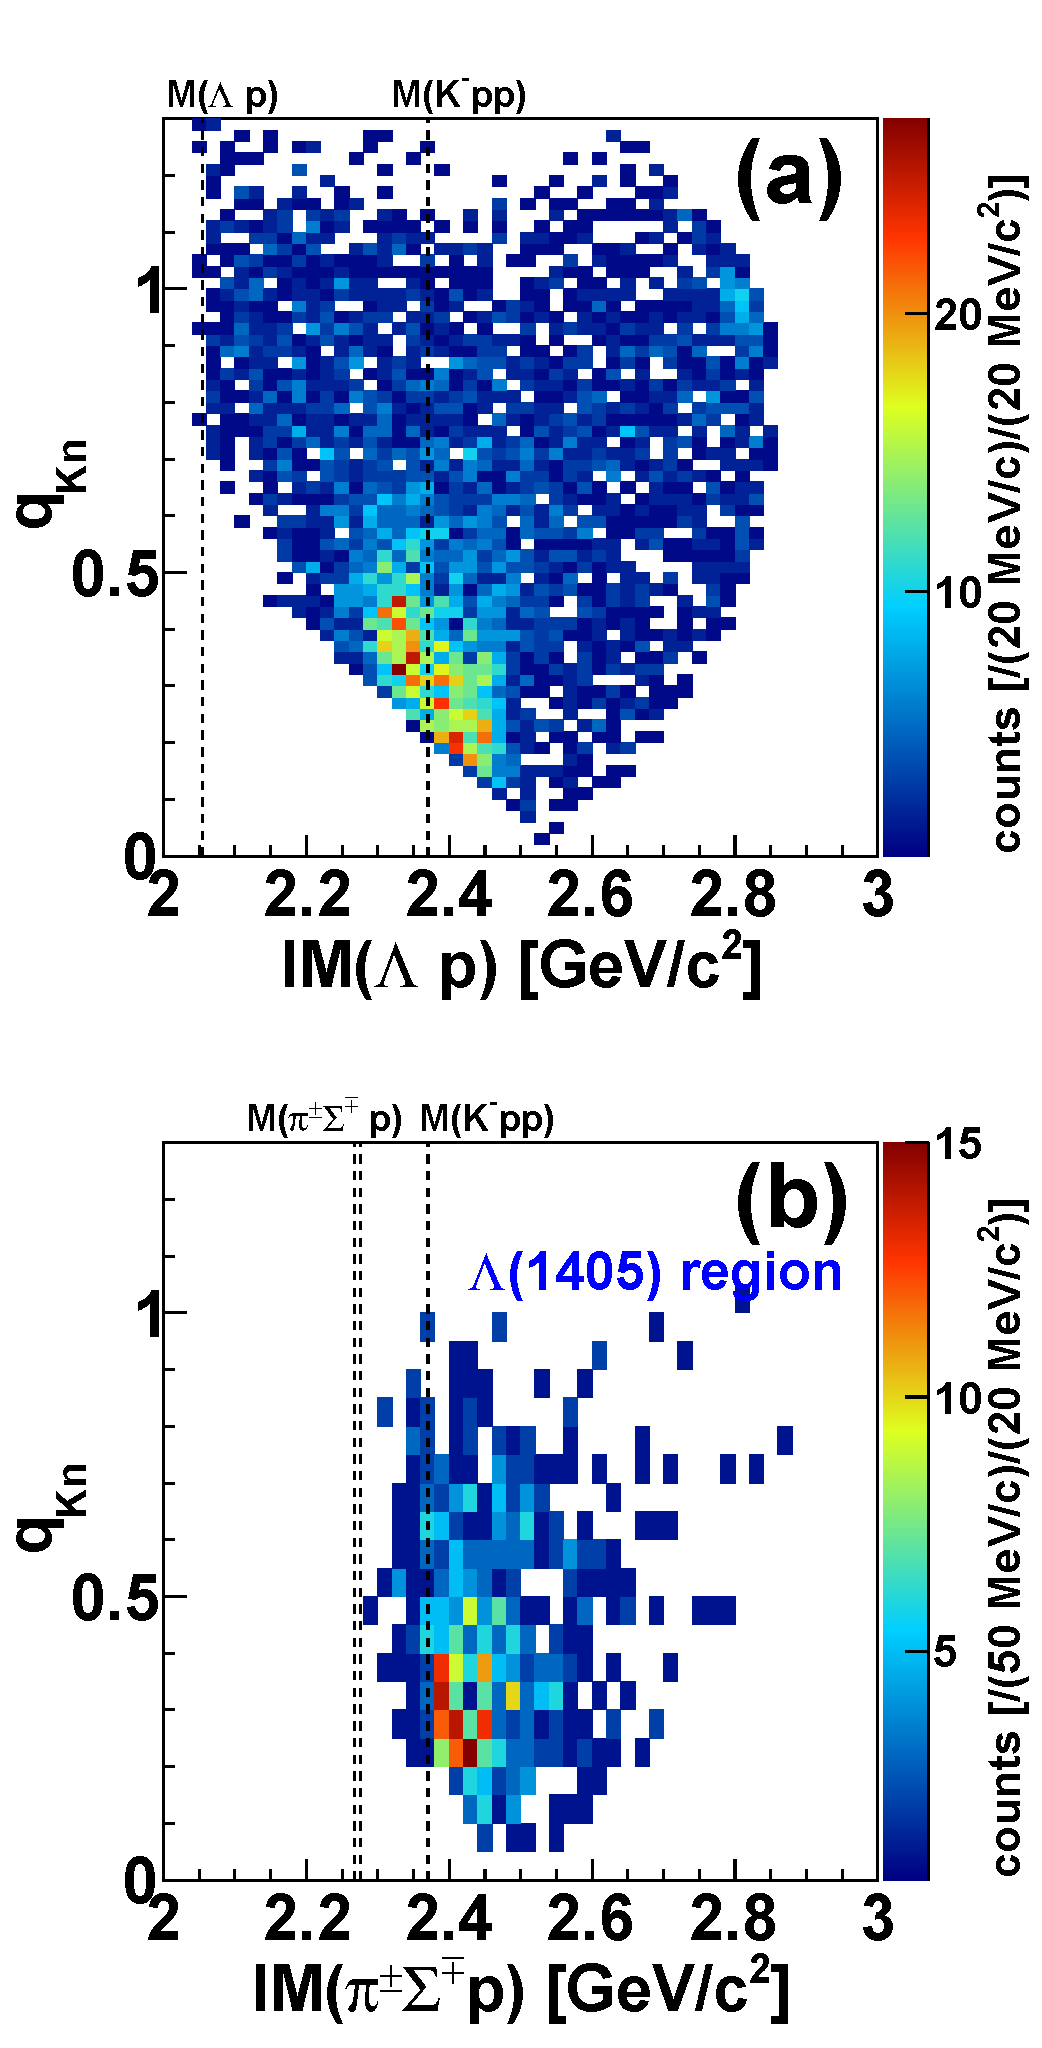 M(Λ p) M(K⁻pp)
(a)
q_Kn
1
0.5
0
2 2.2 2.4 2.6 2.8 3
IM(Λ p) [GeV/c²]
20
10
counts [/(20 MeV/c)/(20 MeV/c²)]
M(π±Σ∓ p) M(K⁻pp)
(b)
Λ(1405) region
q_Kn
1
0.5
0
2 2.2 2.4 2.6 2.8 3
IM(π±Σ∓p) [GeV/c²]
15
10
5
counts [/(50 MeV/c)/(20 MeV/c²)]